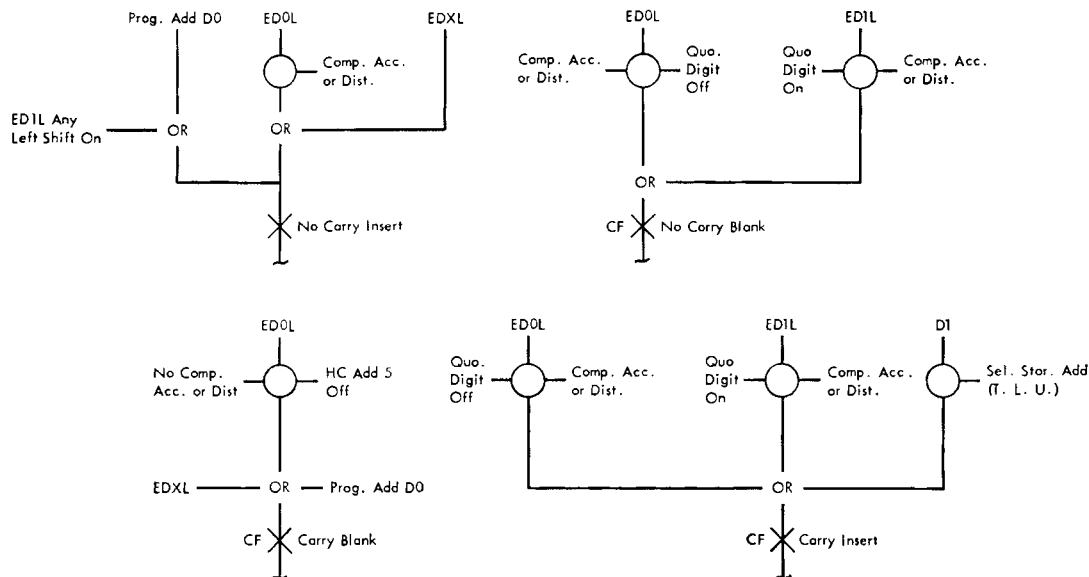 Prog. Add D0
ED0L
EDXL
Comp. Acc.
or Dist.
ED1L Any
Left Shift On
OR
OR
No Carry Insert
ED0L
ED1L
Comp. Acc.
or Dist.
Quo.
Digit
Off
Quo
Digit
On
Comp. Acc.
or Dist.
OR
CF
No Corry Blank
ED0L
No Comp.
Acc. or Dist
HC Add 5
Off
EDXL
OR
Prog. Add D0
CF
Carry Blank
ED0L
ED1L
D1
Quo.
Digit
Off
Comp. Acc.
or Dist.
Quo
Digit
On
Comp. Acc.
or Dist.
Sel. Stor. Add
(T. L. U.)
OR
CF
Carry Insert